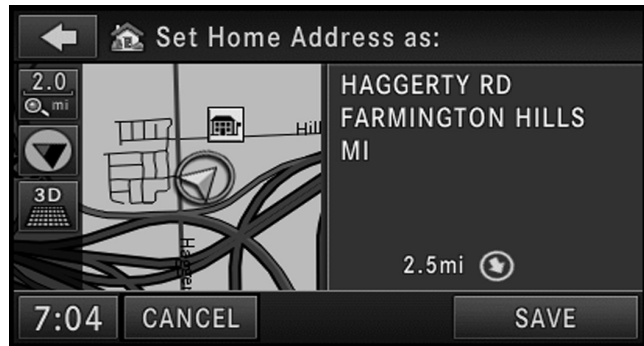 Set Home Address as:
2.0
mi
3D
Hill
Hagger
HAGGERTY RD
FARMINGTON HILLS
MI
2.5mi
7:04
CANCEL
SAVE